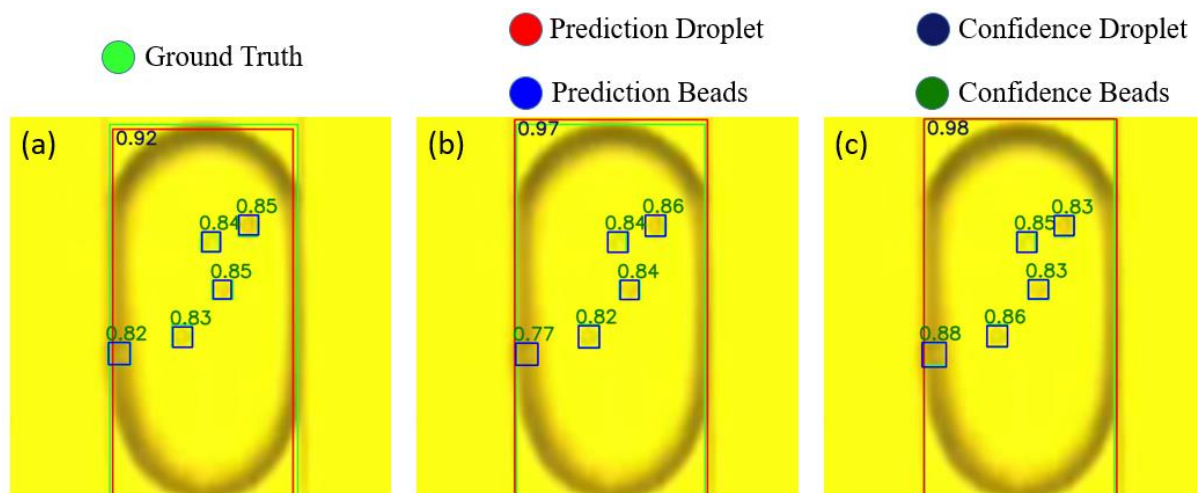 Ground Truth
Prediction Droplet
Prediction Beads
Confidence Droplet
Confidence Beads
(a)
0.92
0.85
0.84
0.85
0.83
0.82
(b)
0.97
0.86
0.84
0.84
0.82
0.77
(c)
0.98
0.83
0.85
0.83
0.86
0.88